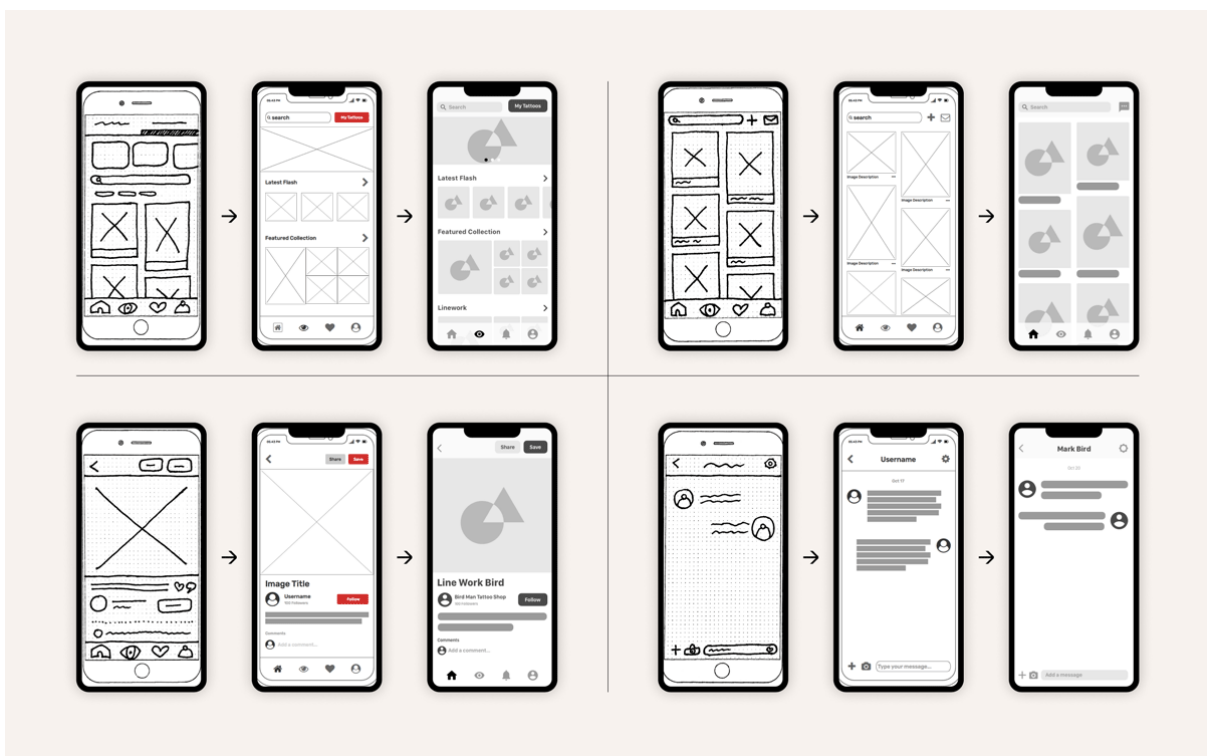 search
My Tattoos
Latest Flash
Featured Collection
Search
My Tattoos
Latest Flash
Featured Collection
Linework
search
Image Description
Image Description
Image Description
Image Description
Search
Share
Save
Image Title
Username
Follow
Comments
Add a comment...
Share
Save
Line Work Bird
Bird Man Tattoo Shop
Follow
Comments
Add a comment...
Username
Oct 17
Type your message...
Mark Bird
Add a message